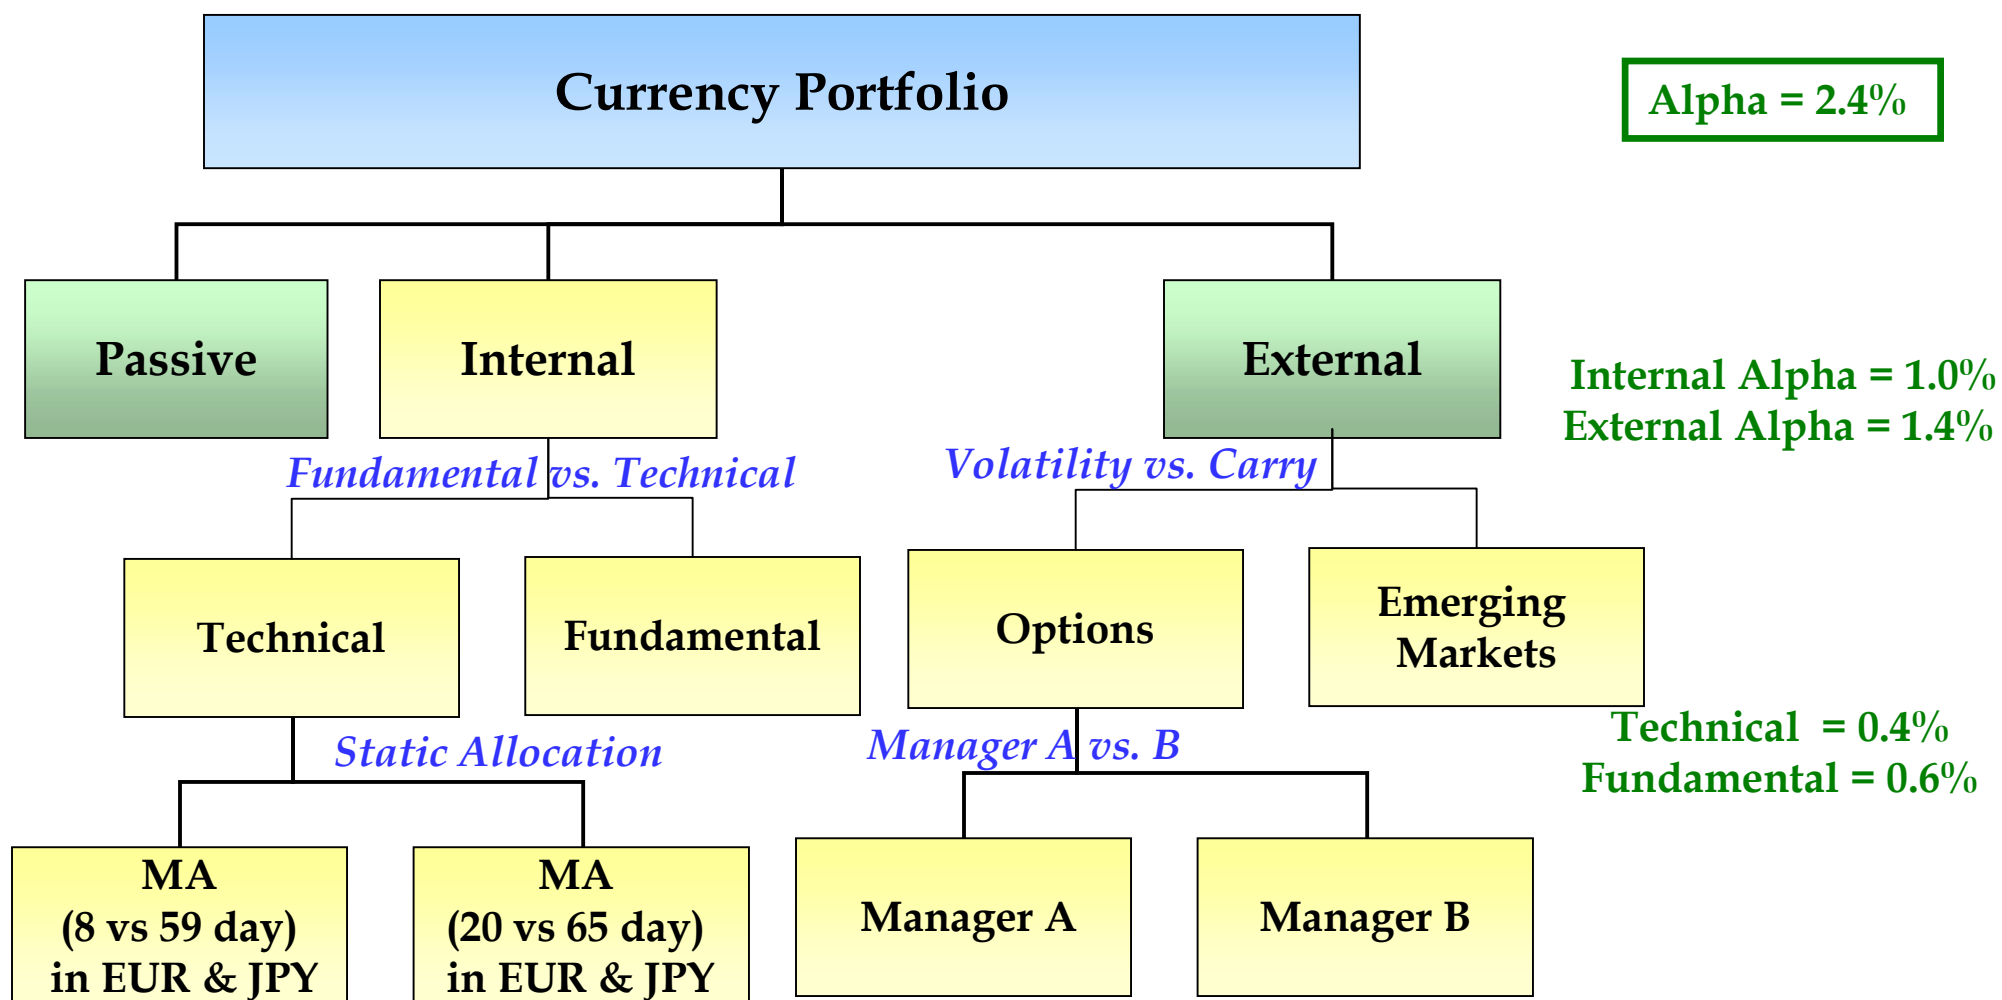 Currency Portfolio
Alpha = 2.4%
Passive
Internal
External
Internal Alpha = 1.0%
External Alpha = 1.4%
Fundamental vs. Technical
Volatility vs. Carry
Technical
Fundamental
Options
Emerging
Markets
Technical = 0.4%
Fundamental = 0.6%
Static Allocation
Manager A vs. B
MA
(8 vs 59 day)
in EUR & JPY
MA
(20 vs 65 day)
in EUR & JPY
Manager A
Manager B